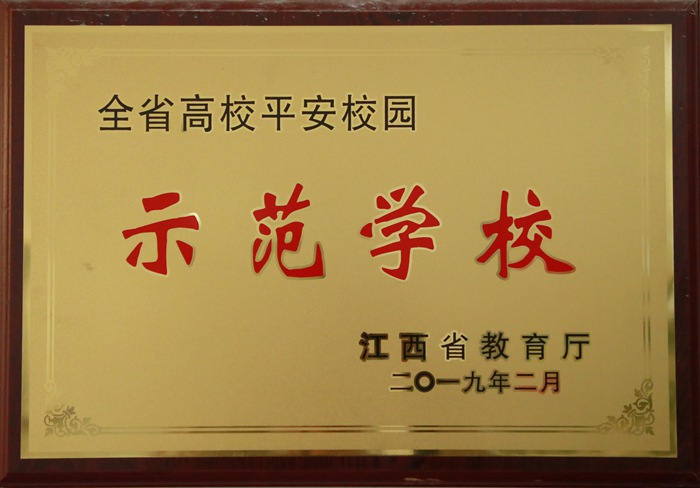 全省高校平安校园
示范学校
江西省教育厅
二〇一九年二月